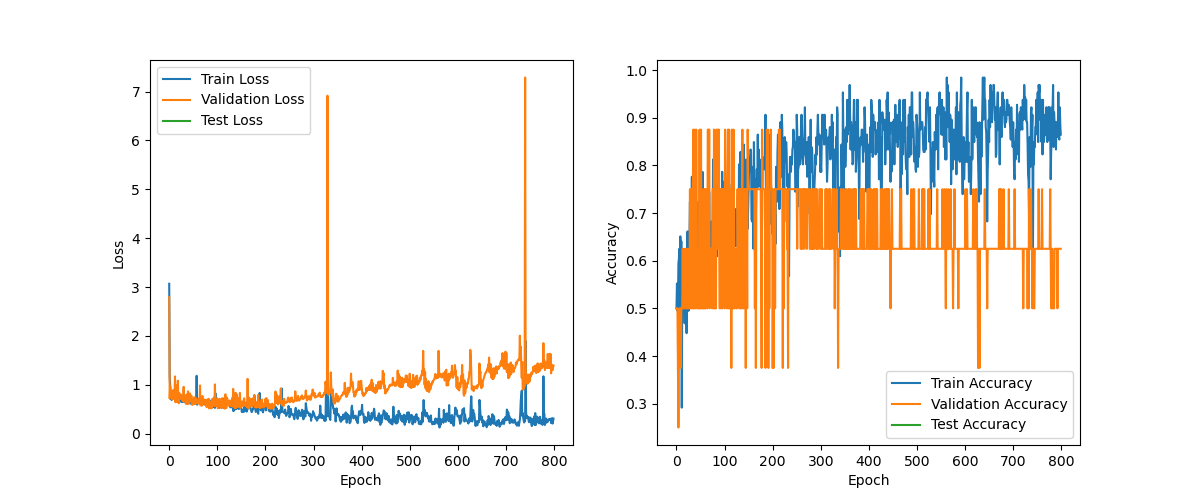 Train Loss
Validation Loss
Test Loss
7
6
5
4
3
2
1
0
Loss
0 100 200 300 400 500 600 700 800
Epoch
1.0
0.9
0.8
0.7
0.6
0.5
0.4
0.3
Accuracy
Train Accuracy
Validation Accuracy
Test Accuracy
0 100 200 300 400 500 600 700 800
Epoch